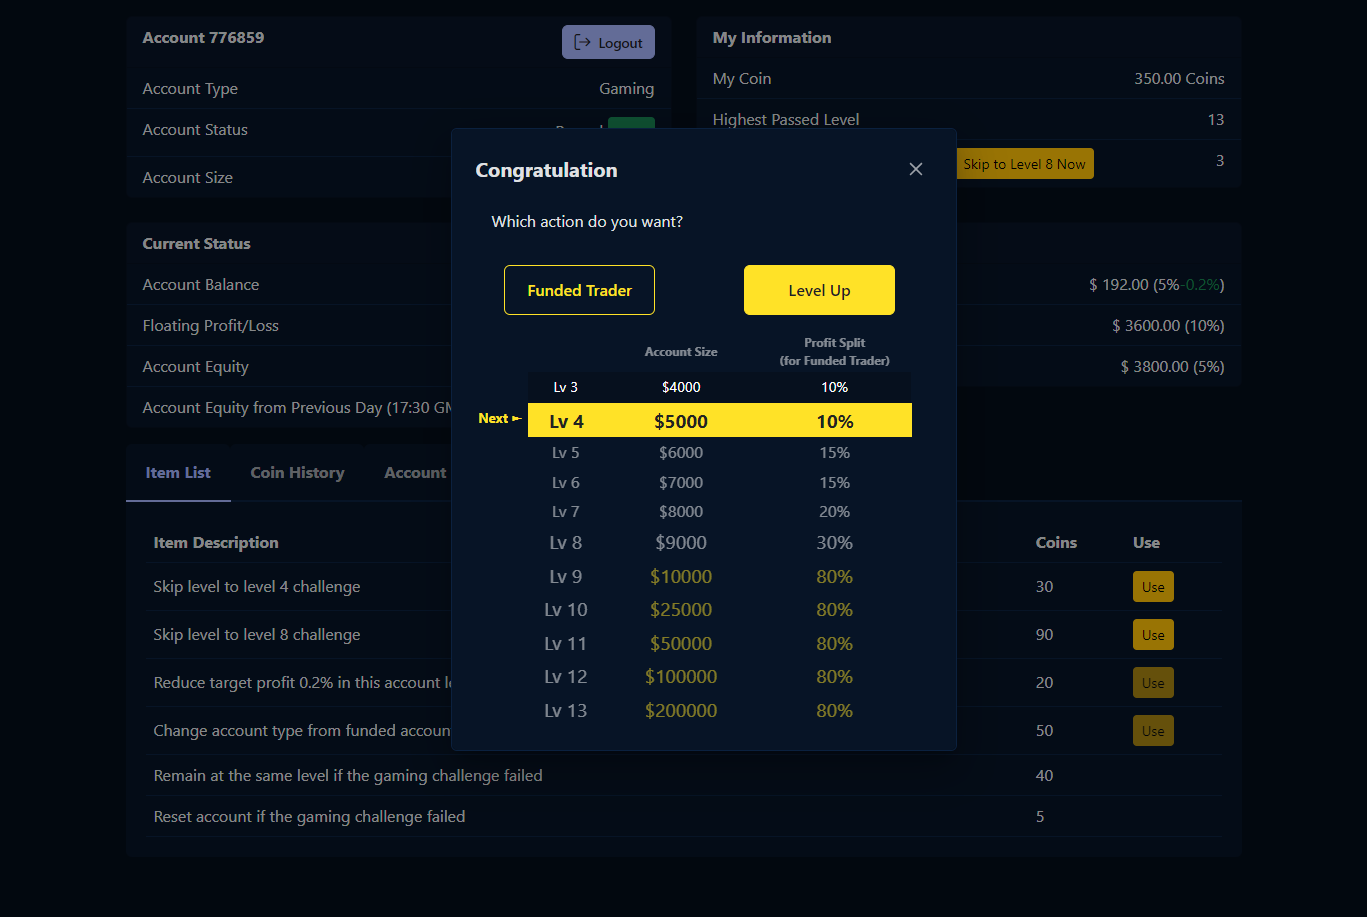 Account 776859
Logout
My Information
Account Type
Gaming
My Coin
350.00 Coins
Account Status
Highest Passed Level
13
Account Size
Skip to Level 8 Now
3
Congratulation
Which action do you want?
Funded Trader
Level Up
Current Status
Account Balance
$ 192.00 (5%-0.2%)
Floating Profit/Loss
$ 3600.00 (10%)
Account Equity
$ 3800.00 (5%)
Account Equity from Previous Day (17:30
Account Size
Profit Split
(for Funded Trader)
Lv 3 $4000 10%
Next ► Lv 4 $5000 10%
Lv 5 $6000 15%
Lv 6 $7000 15%
Lv 7 $8000 20%
Lv 8 $9000 30%
Lv 9 $10000 80%
Lv 10 $25000 80%
Lv 11 $50000 80%
Lv 12 $100000 80%
Lv 13 $200000 80%
Item List Coin History Account
Item Description Coins Use
Skip level to level 4 challenge 30 Use
Skip level to level 8 challenge 90 Use
Reduce target profit 0.2% in this account 20 Use
Change account type from funded 50 Use
Remain at the same level if the gaming challenge failed 40
Reset account if the gaming challenge failed 5